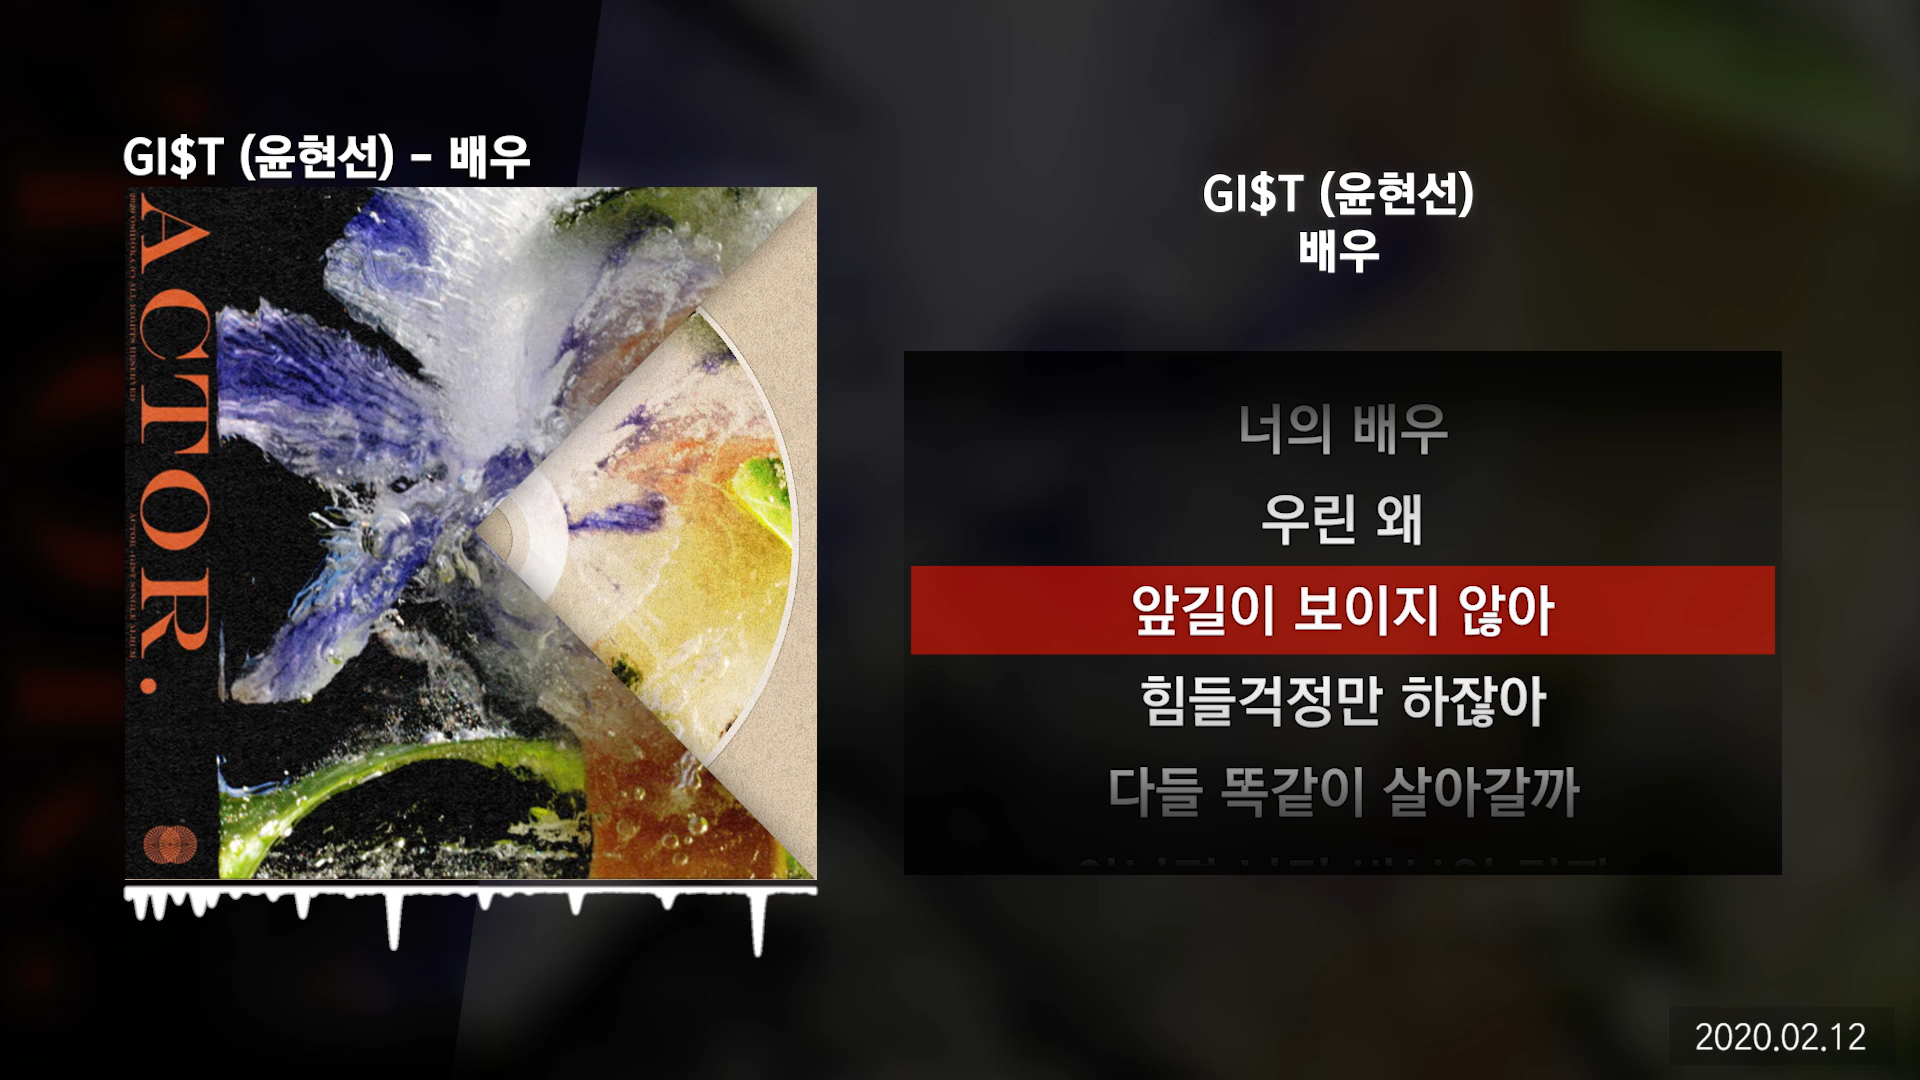 GI$T (윤현선) - 배우
ACTOR.
GI$T (윤현선)
배우
너의 배우
우린 왜
앞길이 보이지 않아
힘들걱정만 하잖아
다들 똑같이 살아갈까
2020.02.12